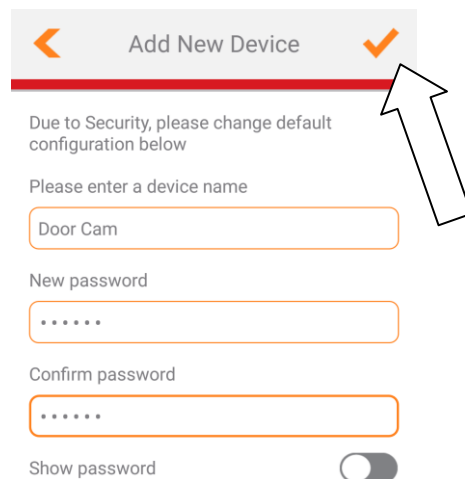 Add New Device
Due to Security, please change default
configuration below
Please enter a device name
Door Cam
New password
••••••
Confirm password
••••••
Show password